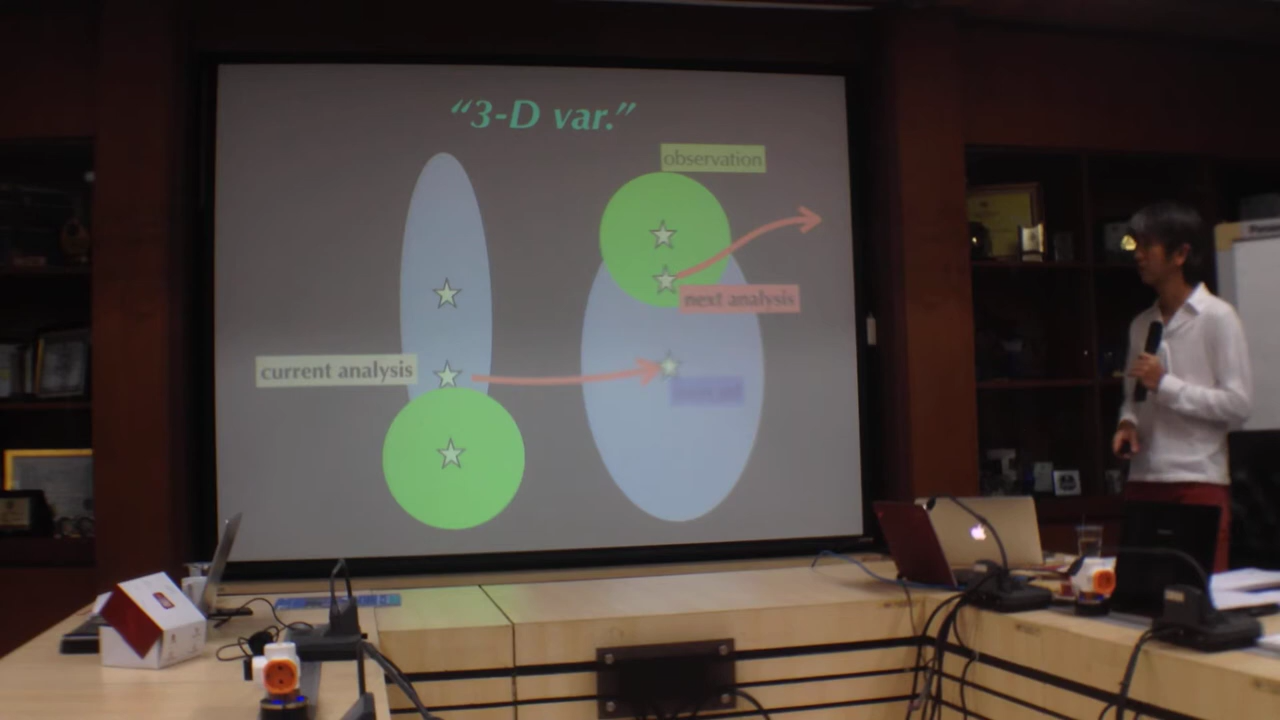 “3-D var.”
observation
next analysis
current analysis